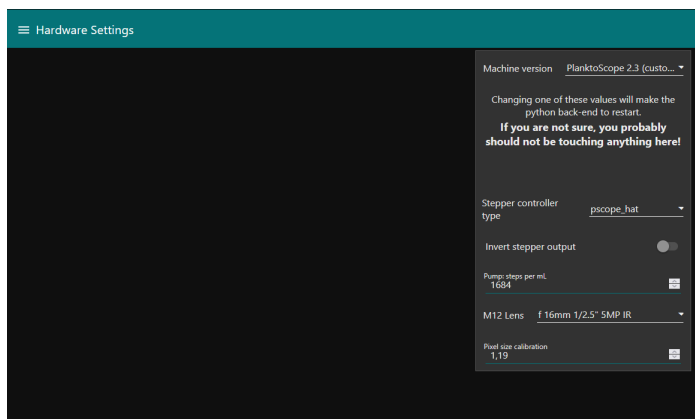 Hardware Settings
Machine version PlanktoScope 2.3 (custo...
Changing one of these values will make the
python back-end to restart.
If you are not sure, you probably
should not be touching anything here!
Stepper controller
type
pscope_hat
Invert stepper output
Pump: steps per mL
1684
M12 Lens f 16mm 1/2.5" 5MP IR
Pixel size calibration
1,19